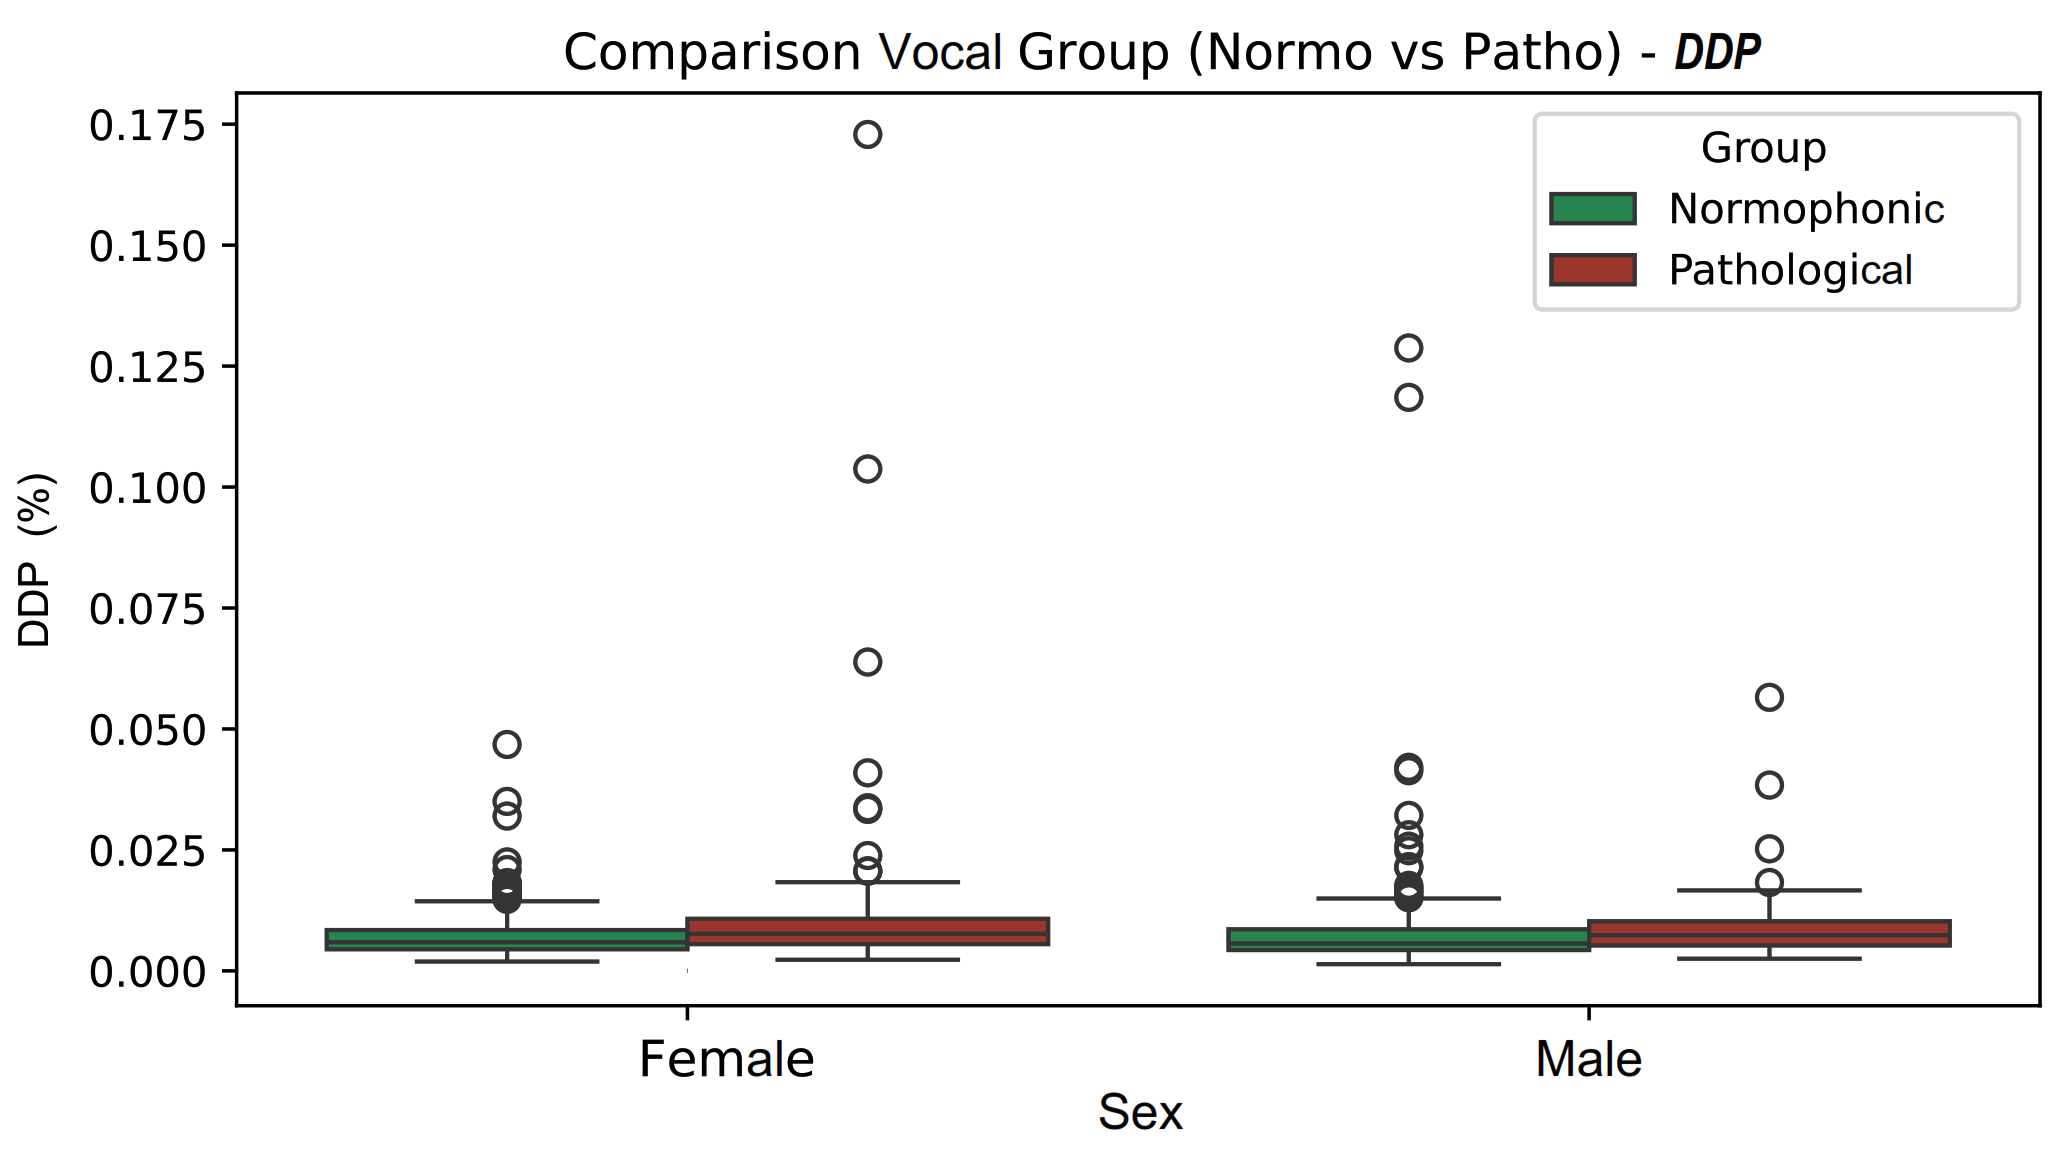 Comparison Vocal Group (Normo vs Patho) - DDP
Group
Normophonic
Pathological
0.175
0.150
0.125
0.100
0.075
0.050
0.025
0.000
DDP (%)
Female
Male
Sex